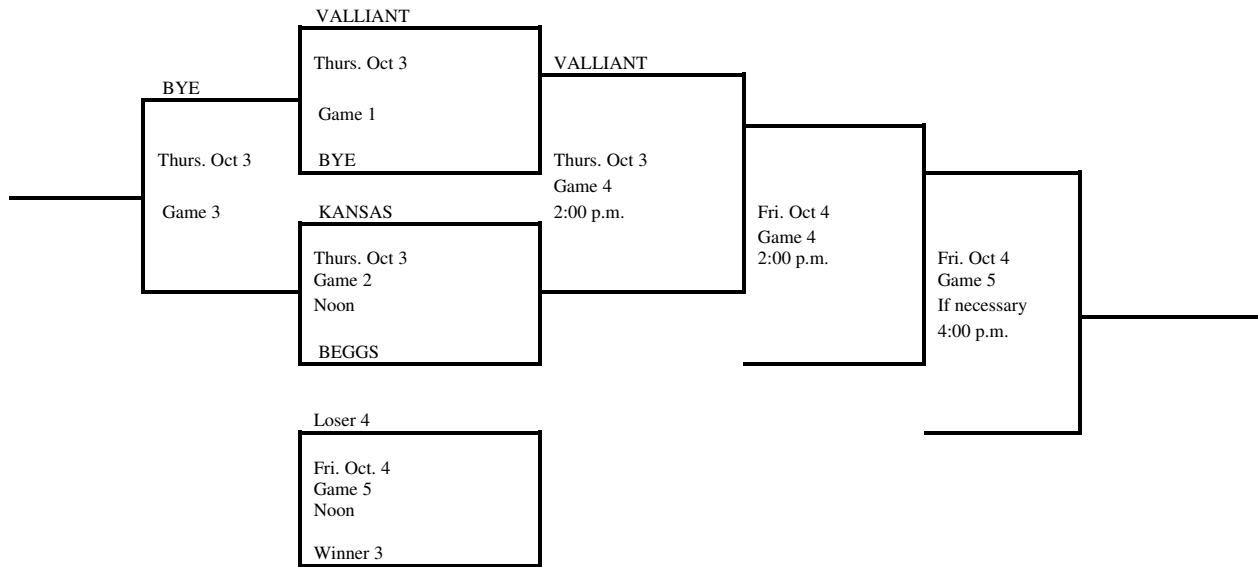 VALLIANT
Thurs. Oct 3
VALLIANT
BYE
Game 1
Thurs. Oct 3
BYE
Thurs. Oct 3
Game 4
Game 3
KANSAS
2:00 p.m.
Fri. Oct 4
Game 4
Thurs. Oct 3
2:00 p.m.
Fri. Oct 4
Game 2
Game 5
Noon
If necessary
4:00 p.m.
BEGGS
Loser 4
Fri. Oct. 4
Game 5
Noon
Winner 3